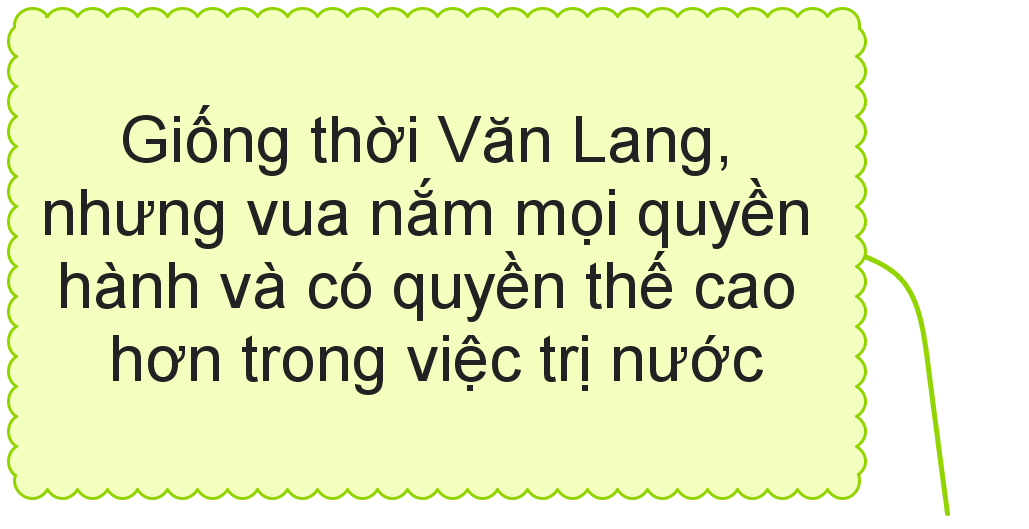 Giống thời Văn Lang,
nhưng vua nắm mọi quyền
hành và có quyền thế cao
hơn trong việc trị nước